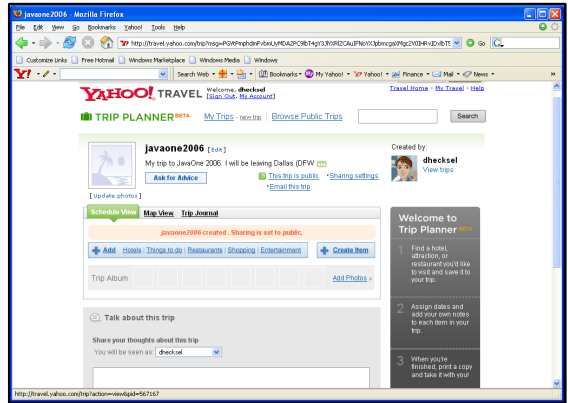 javaone2006 - Mozilla Firefox
File Edit View Go Bookmarks Yahoo! Tools Help
Go
Customize Links Free Hotmail Windows Marketplace Windows Media Windows
Y! Search Web Bookmarks My Yahoo! Yahoo! Finance Mail News »
YAHOO! TRAVEL Welcome, dhecksel
[Sign Out, My Account]
Travel Home - My Travel - Help
TRIP PLANNER BETA My Trips - new trip | Browse Public Trips Search
javaone2006 [Edit]
My trip to JavaOne 2006. I will be leaving Dallas (DFW
Ask for Advice
This trip is public • Sharing settings
• Email this trip
[Update photos]
Created by:
dhecksel
View trips
Schedule View Map View Trip Journal
javaone2006 created . Sharing is set to public.
Add Hotels | Things to do | Restaurants | Shopping | Entertainment Create Item
Trip Album Add Photos »
Talk about this trip
Share your thoughts about this trip
You will be seen as: dhecksel
Welcome to
Trip Planner BETA
1 Find a hotel,
attraction, or
restaurant you'd like
to visit and save it to
your trip.
2 Assign dates and
add your own notes
to each item in your
trip.
3 When you're
finished, print a copy
and take it with you!
http://travel.yahoo.com/trip?action=view&pid=567167